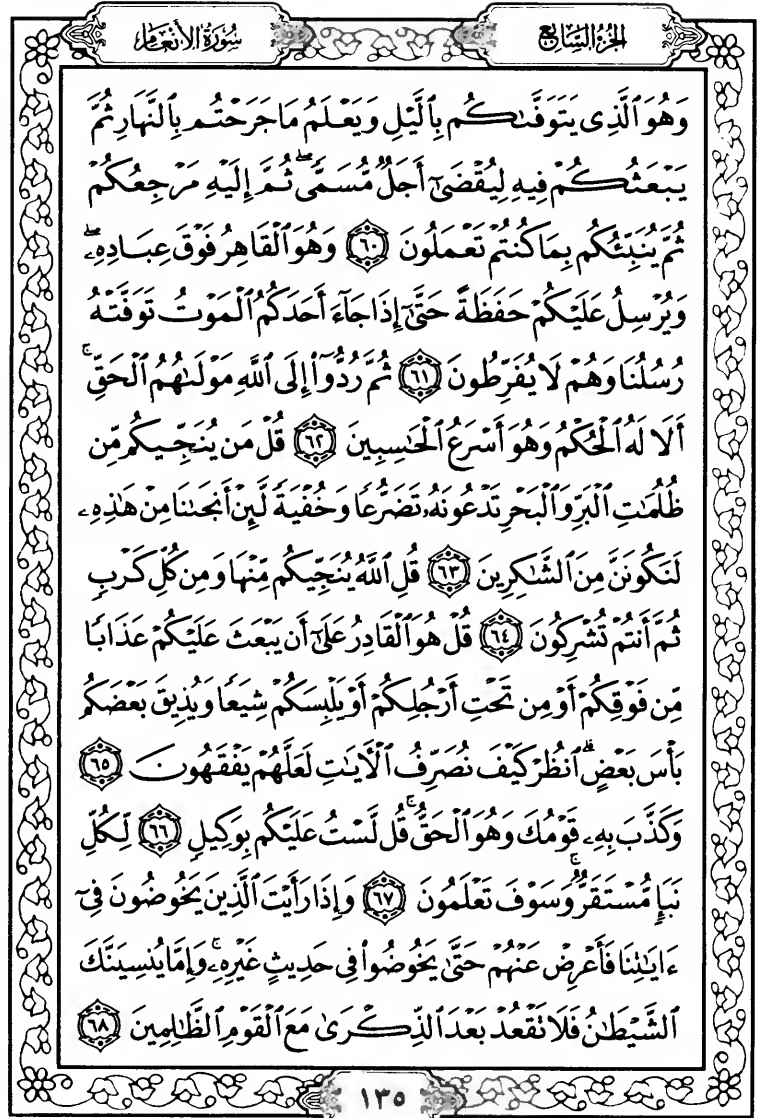 الجزء السابع
سورة الأنعام
وَهُوَ ٱلَّذِى يَتَوَفَّىٰكُم بِٱلَّيْلِ وَيَعْلَمُ مَا جَرَحْتُم بِٱلنَّهَارِ ثُمَّ
يَبْعَثُكُمْ فِيهِ لِيُقْضَىٰٓ أَجَلٌ مُّسَمًّى ۖ ثُمَّ إِلَيْهِ مَرْجِعُكُمْ
ثُمَّ يُنَبِّئُكُم بِمَا كُنتُمْ تَعْمَلُونَ ٦٠ وَهُوَ ٱلْقَاهِرُ فَوْقَ عِبَادِهِۦ ۖ
وَيُرْسِلُ عَلَيْكُمْ حَفَظَةً حَتَّىٰٓ إِذَا جَآءَ أَحَدَكُمُ ٱلْمَوْتُ تَوَفَّتْهُ
رُسُلُنَا وَهُمْ لَا يُفَرِّطُونَ ٦١ ثُمَّ رُدُّوٓا۟ إِلَى ٱللَّهِ مَوْلَىٰهُمُ ٱلْحَقِّ ۚ
أَلَا لَهُ ٱلْحُكْمُ وَهُوَ أَسْرَعُ ٱلْحَٰسِبِينَ ٦٢ قُلْ مَن يُنَجِّيكُم مِّن
ظُلُمَٰتِ ٱلْبَرِّ وَٱلْبَحْرِ تَدْعُونَهُۥ تَضَرُّعًا وَخُفْيَةً لَّئِنْ أَنجَىٰنَا مِنْ هَٰذِهِۦ
لَنَكُونَنَّ مِنَ ٱلشَّٰكِرِينَ ٦٣ قُلِ ٱللَّهُ يُنَجِّيكُم مِّنْهَا وَمِن كُلِّ كَرْبٍ
ثُمَّ أَنتُمْ تُشْرِكُونَ ٦٤ قُلْ هُوَ ٱلْقَادِرُ عَلَىٰٓ أَن يَبْعَثَ عَلَيْكُمْ عَذَابًا
مِّن فَوْقِكُمْ أَوْ مِن تَحْتِ أَرْجُلِكُمْ أَوْ يَلْبِسَكُمْ شِيَعًا وَيُذِيقَ بَعْضَكُم
بَأْسَ بَعْضٍ ۗ ٱنظُرْ كَيْفَ نُصَرِّفُ ٱلْءَايَٰتِ لَعَلَّهُمْ يَفْقَهُونَ ٦٥
وَكَذَّبَ بِهِۦ قَوْمُكَ وَهُوَ ٱلْحَقُّ ۚ قُل لَّسْتُ عَلَيْكُم بِوَكِيلٍ ٦٦ لِّكُلِّ
نَبَإٍ مُّسْتَقَرٌّ ۚ وَسَوْفَ تَعْلَمُونَ ٦٧ وَإِذَا رَأَيْتَ ٱلَّذِينَ يَخُوضُونَ فِىٓ
ءَايَٰتِنَا فَأَعْرِضْ عَنْهُمْ حَتَّىٰ يَخُوضُوا۟ فِى حَدِيثٍ غَيْرِهِۦ ۚ وَإِمَّا يُنسِيَنَّكَ
ٱلشَّيْطَٰنُ فَلَا تَقْعُدْ بَعْدَ ٱلذِّكْرَىٰ مَعَ ٱلْقَوْمِ ٱلظَّٰلِمِينَ ٦٨
١٣٥